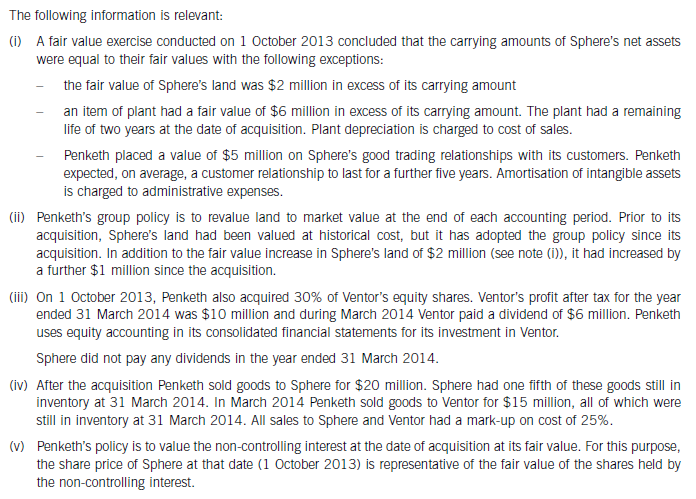 The following information is relevant:
(i) A fair value exercise conducted on 1 October 2013 concluded that the carrying amounts of Sphere's net assets
were equal to their fair values with the following exceptions:
– the fair value of Sphere's land was $2 million in excess of its carrying amount
– an item of plant had a fair value of $6 million in excess of its carrying amount. The plant had a remaining
life of two years at the date of acquisition. Plant depreciation is charged to cost of sales.
– Penketh placed a value of $5 million on Sphere's good trading relationships with its customers. Penketh
expected, on average, a customer relationship to last for a further five years. Amortisation of intangible assets
is charged to administrative expenses.
(ii) Penketh's group policy is to revalue land to market value at the end of each accounting period. Prior to its
acquisition, Sphere's land had been valued at historical cost, but it has adopted the group policy since its
acquisition. In addition to the fair value increase in Sphere's land of $2 million (see note (i)), it had increased by
a further $1 million since the acquisition.
(iii) On 1 October 2013, Penketh also acquired 30% of Ventor's equity shares. Ventor's profit after tax for the year
ended 31 March 2014 was $10 million and during March 2014 Ventor paid a dividend of $6 million. Penketh
uses equity accounting in its consolidated financial statements for its investment in Ventor.
Sphere did not pay any dividends in the year ended 31 March 2014.
(iv) After the acquisition Penketh sold goods to Sphere for $20 million. Sphere had one fifth of these goods still in
inventory at 31 March 2014. In March 2014 Penketh sold goods to Ventor for $15 million, all of which were
still in inventory at 31 March 2014. All sales to Sphere and Ventor had a mark-up on cost of 25%.
(v) Penketh's policy is to value the non-controlling interest at the date of acquisition at its fair value. For this purpose,
the share price of Sphere at that date (1 October 2013) is representative of the fair value of the shares held by
the non-controlling interest.